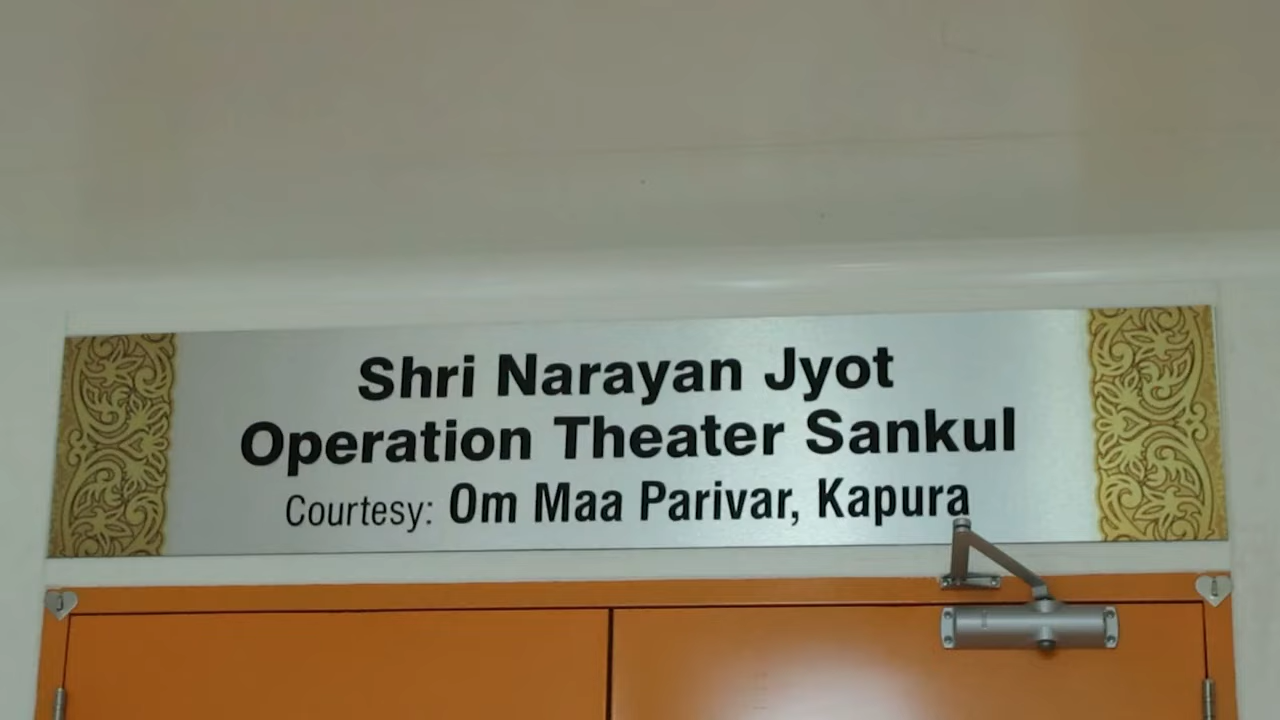 Shri Narayan Jyot
Operation Theater Sankul
Courtesy: Om Maa Parivar, Kapura